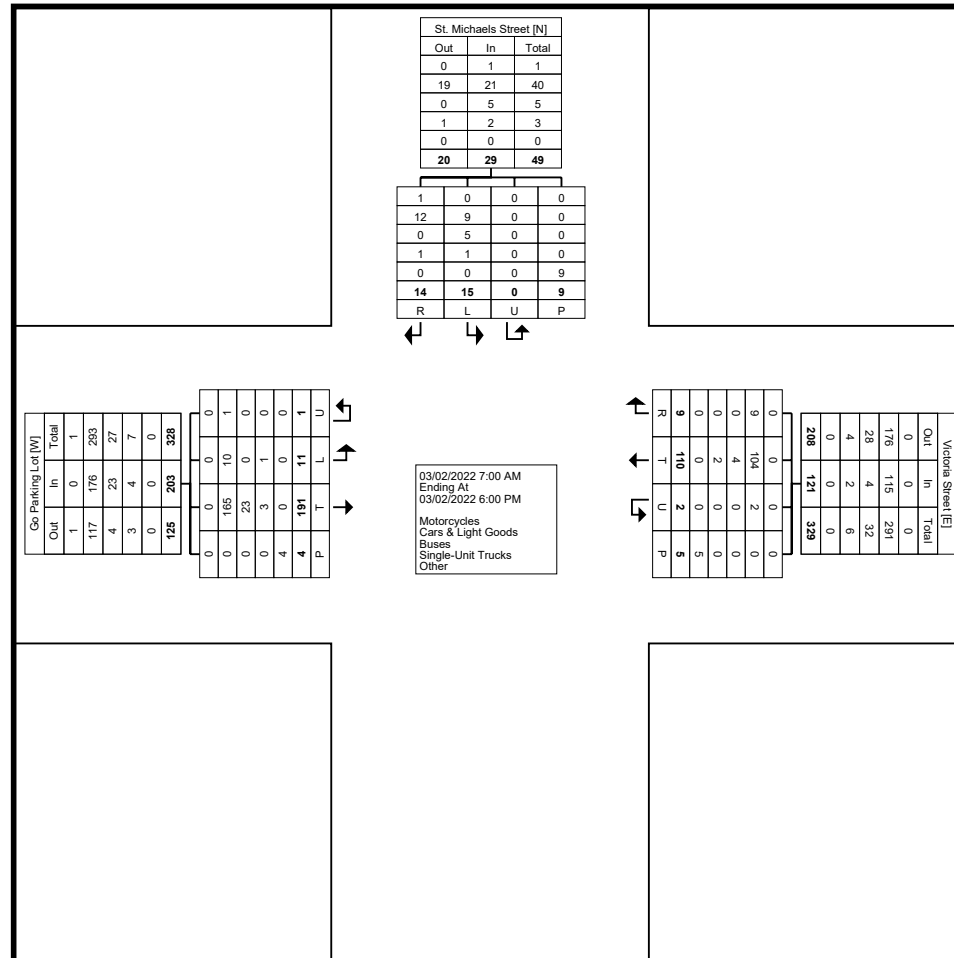 St. Michaels Street [N]
Out In Total
0 1 1
19 21 40
0 5 5
1 2 3
0 0 0
20 29 49
1 0 0 0
12 9 0 0
0 5 0 0
1 1 0 0
0 0 0 9
14 15 0 9
R L U P
Go Parking Lot [W]
Out In Total
1 0 1
117 176 293
4 23 27
3 4 7
0 0 0
125 203 328
0 0 0 0
0 165 10 1
0 23 0 0
0 3 1 0
4 0 0 0
4 191 11 1
P T L U
03/02/2022 7:00 AM
Ending At
03/02/2022 6:00 PM
Motorcycles
Cars & Light Goods
Buses
Single-Unit Trucks
Other
Victoria Street [E]
Out In Total
0 0 0
176 115 291
28 4 32
4 2 6
0 0 0
208 121 329
0 0 0 0
9 104 2 0
0 4 0 0
0 2 0 0
0 0 0 5
9 110 2 5
R T U P